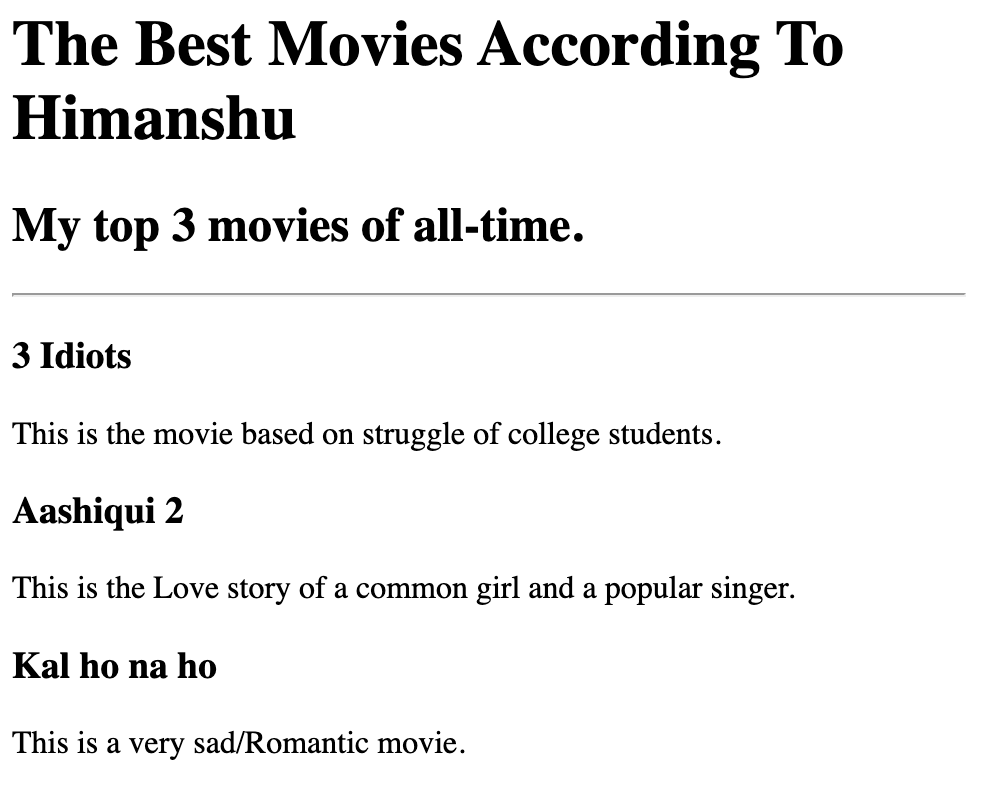 The Best Movies According To
Himanshu
My top 3 movies of all-time.
3 Idiots
This is the movie based on struggle of college students.
Aashiqui 2
This is the Love story of a common girl and a popular singer.
Kal ho na ho
This is a very sad/Romantic movie.